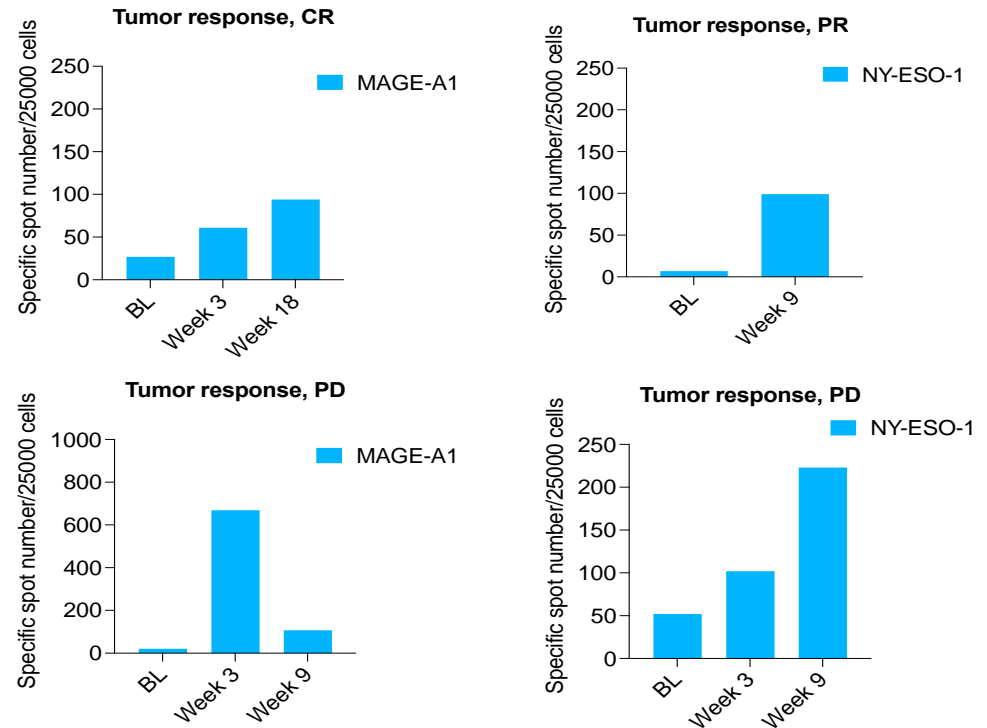 Tumor response, CR
Specific spot number/25000 cells
250
200
150
100
50
0
MAGE-A1
BL
Week 3
Week 18
Tumor response, PR
Specific spot number/25000 cells
250
200
150
100
50
0
NY-ESO-1
BL
Week 9
Tumor response, PD
Specific spot number/25000 cells
1000
800
600
400
200
0
MAGE-A1
BL
Week 3
Week 9
Tumor response, PD
Specific spot number/25000 cells
250
200
150
100
50
0
NY-ESO-1
BL
Week 3
Week 9